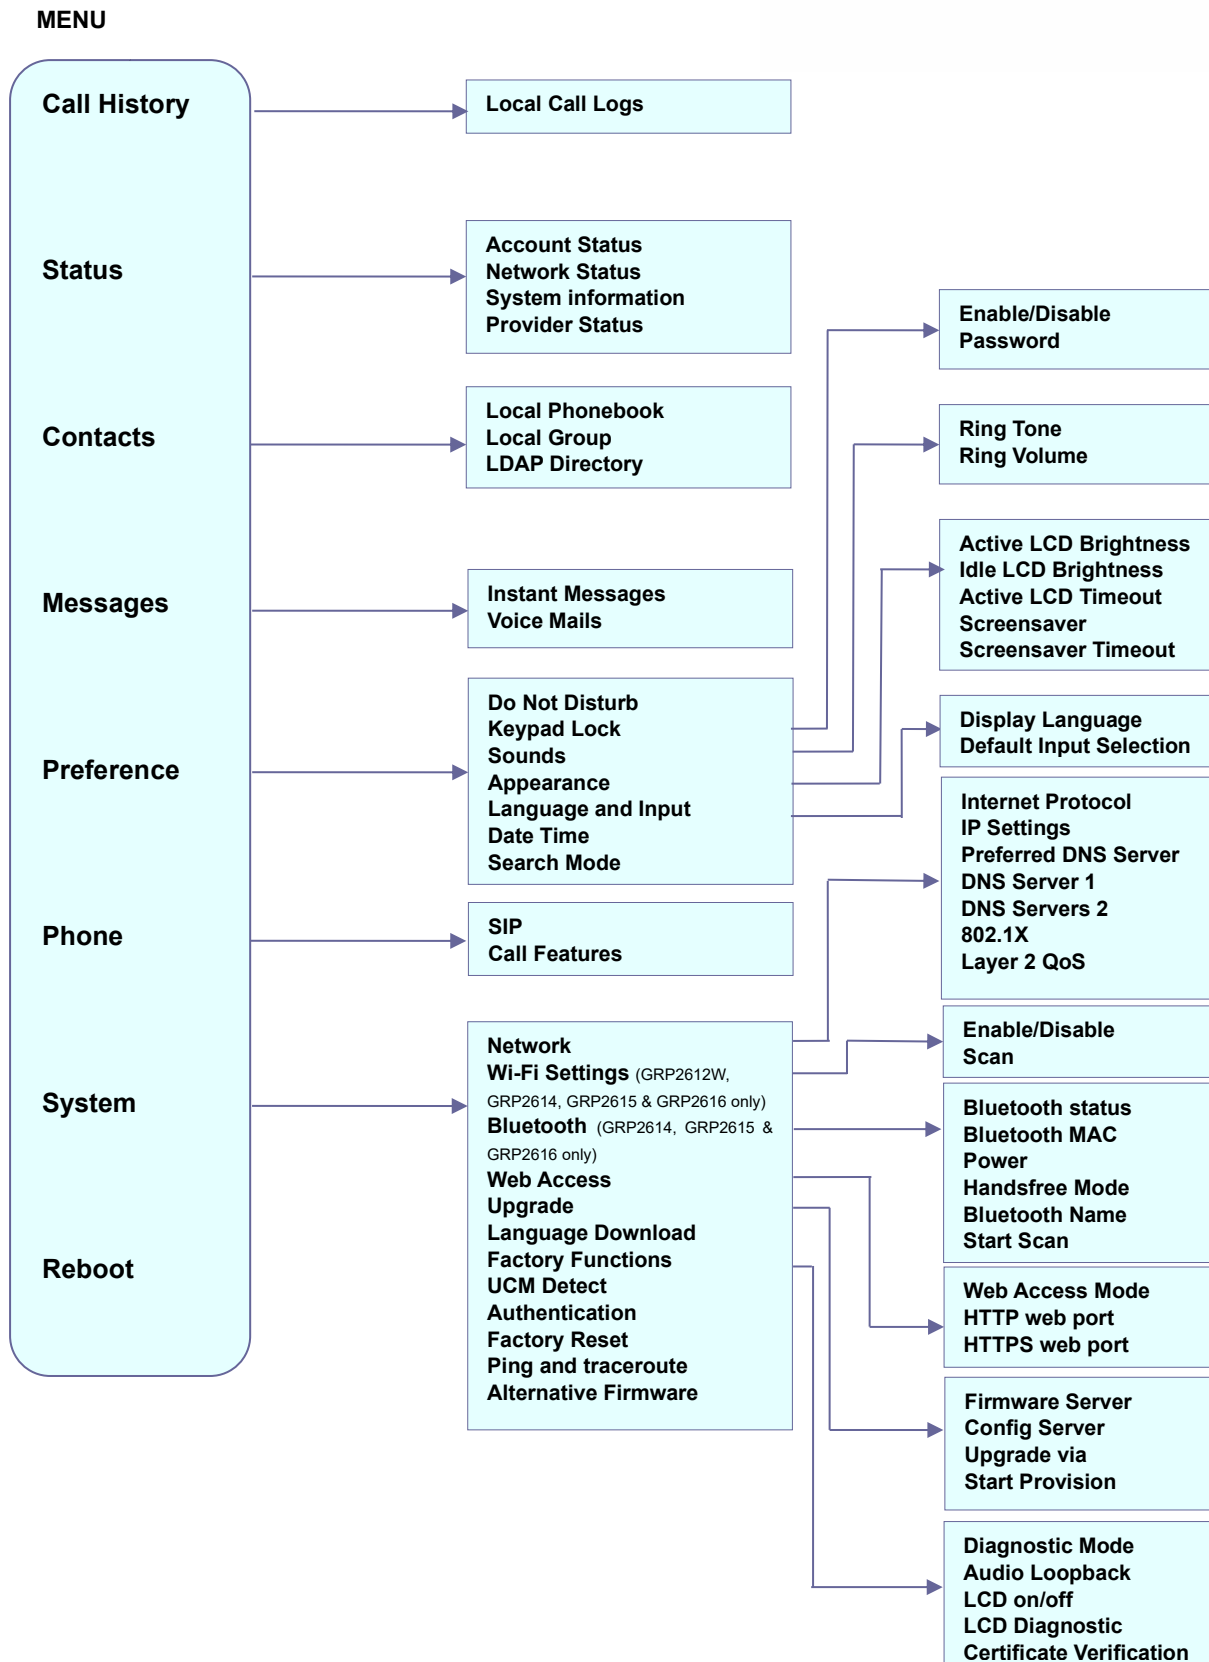 MENU
Call History
Local Call Logs
Status
Account Status
Network Status
System information
Provider Status
Enable/Disable
Password
Contacts
Local Phonebook
Local Group
LDAP Directory
Ring Tone
Ring Volume
Active LCD Brightness
Idle LCD Brightness
Active LCD Timeout
Screensaver
Screensaver Timeout
Messages
Instant Messages
Voice Mails
Preference
Do Not Disturb
Keypad Lock
Sounds
Appearance
Language and Input
Date Time
Search Mode
Display Language
Default Input Selection
Internet Protocol
IP Settings
Preferred DNS Server
DNS Server 1
DNS Servers 2
802.1X
Layer 2 QoS
Phone
SIP
Call Features
System
Network
Wi-Fi Settings (GRP2612W,
GRP2614, GRP2615 & GRP2616 only)
Bluetooth (GRP2614, GRP2615 &
GRP2616 only)
Web Access
Upgrade
Language Download
Factory Functions
UCM Detect
Authentication
Factory Reset
Ping and traceroute
Alternative Firmware
Enable/Disable
Scan
Bluetooth status
Bluetooth MAC
Power
Handsfree Mode
Bluetooth Name
Start Scan
Reboot
Web Access Mode
HTTP web port
HTTPS web port
Firmware Server
Config Server
Upgrade via
Start Provision
Diagnostic Mode
Audio Loopback
LCD on/off
LCD Diagnostic
Certificate Verification